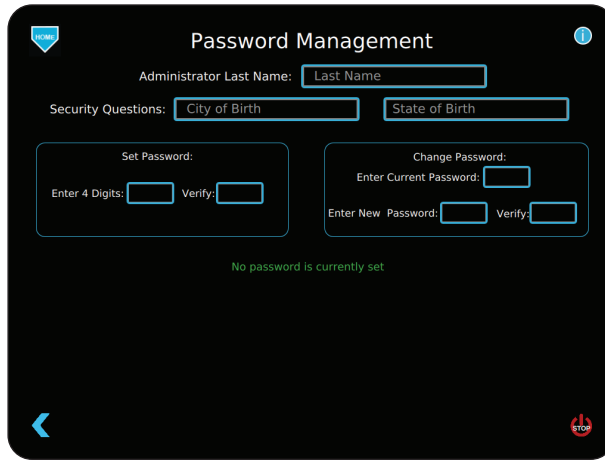 HOME
Password Management
i
Administrator Last Name: Last Name
Security Questions: City of Birth State of Birth
Set Password:
Enter 4 Digits: Verify:
Change Password:
Enter Current Password:
Enter New Password: Verify:
No password is currently set
STOP